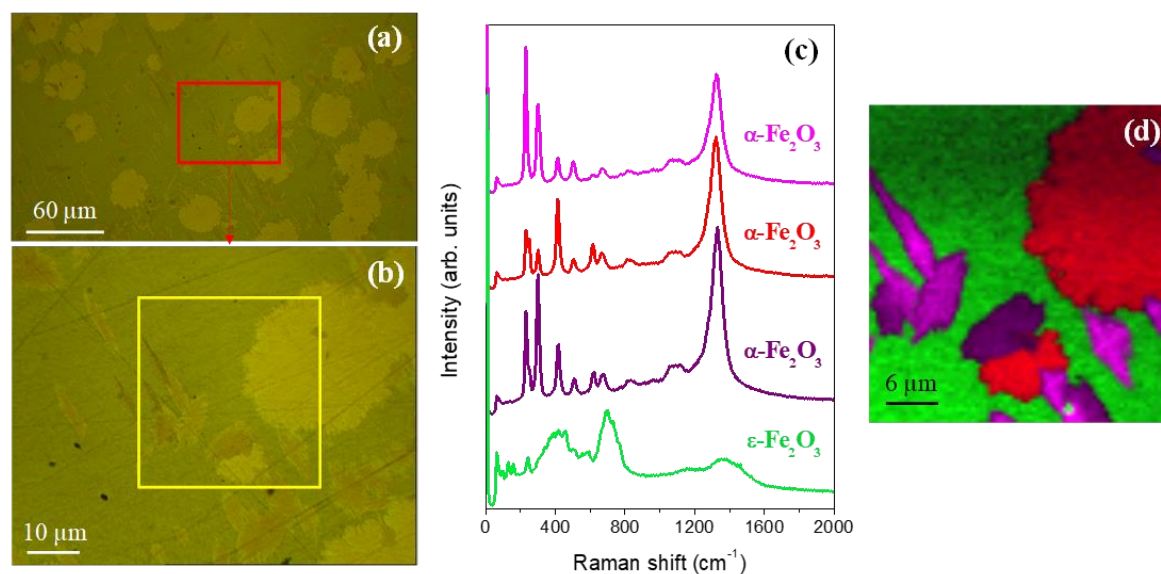 (a)
60 µm
(b)
10 µm
(c)
α-Fe₂O₃
α-Fe₂O₃
α-Fe₂O₃
ε-Fe₂O₃
Intensity (arb. units)
0 400 800 1200 1600 2000
Raman shift (cm⁻¹)
(d)
6 µm